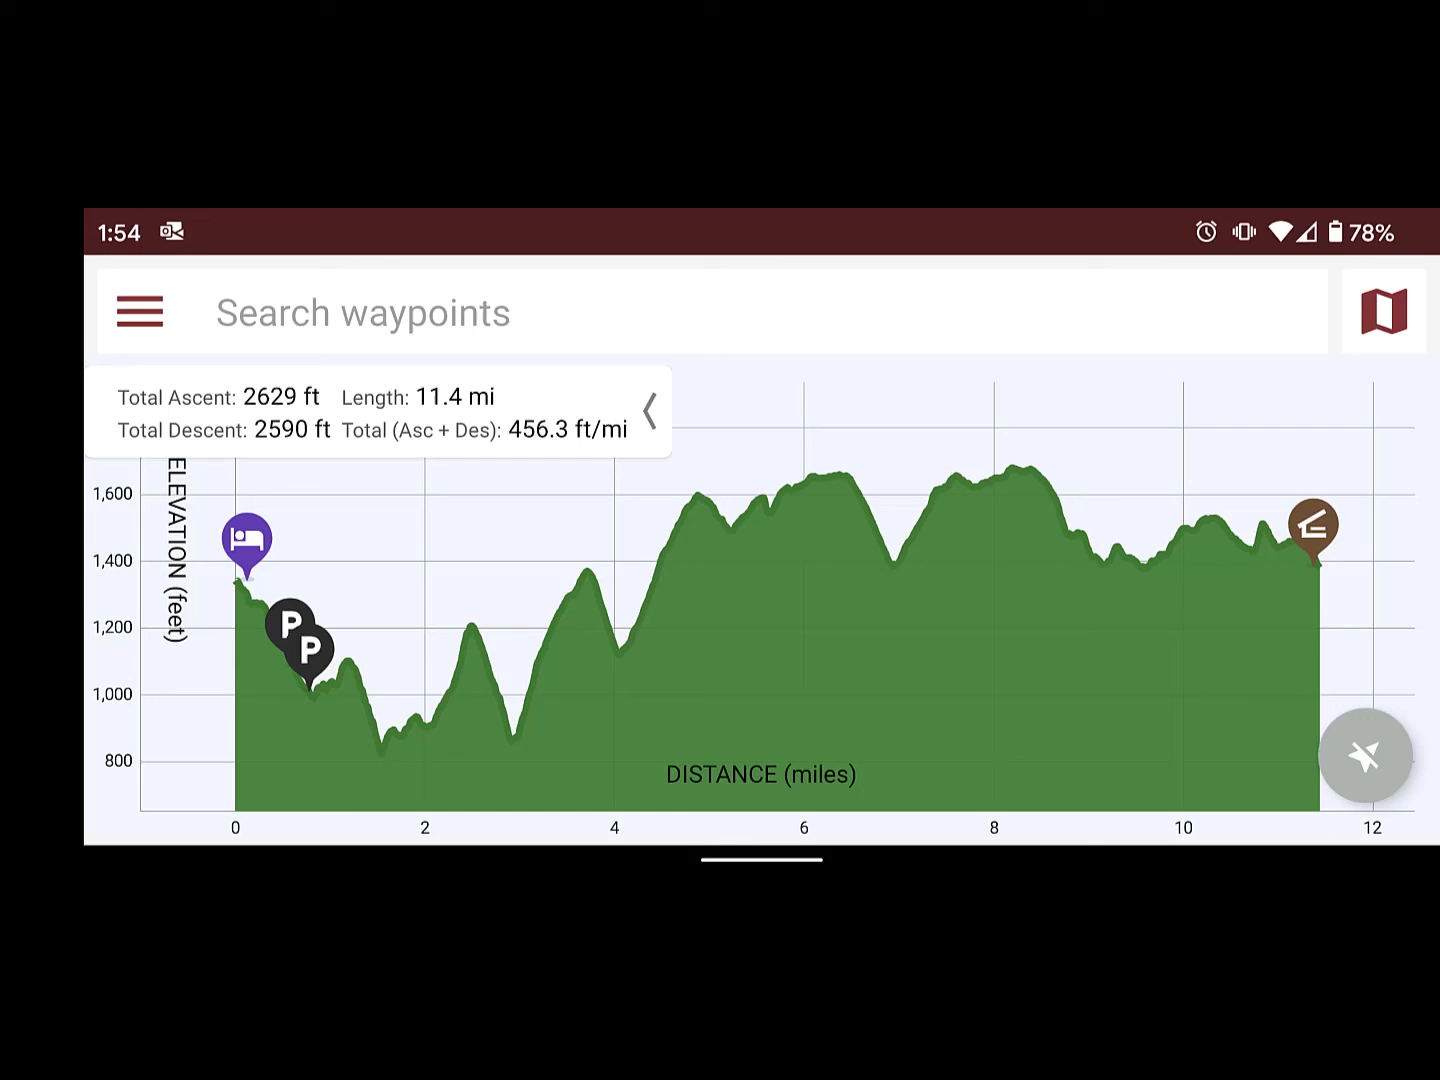 1:54 78%
Search waypoints
Total Ascent: 2629 ft Length: 11.4 mi
Total Descent: 2590 ft Total (Asc + Des): 456.3 ft/mi
ELEVATION (feet)
1,600
1,400
1,200
1,000
800
P
P
DISTANCE (miles)
0 2 4 6 8 10 12